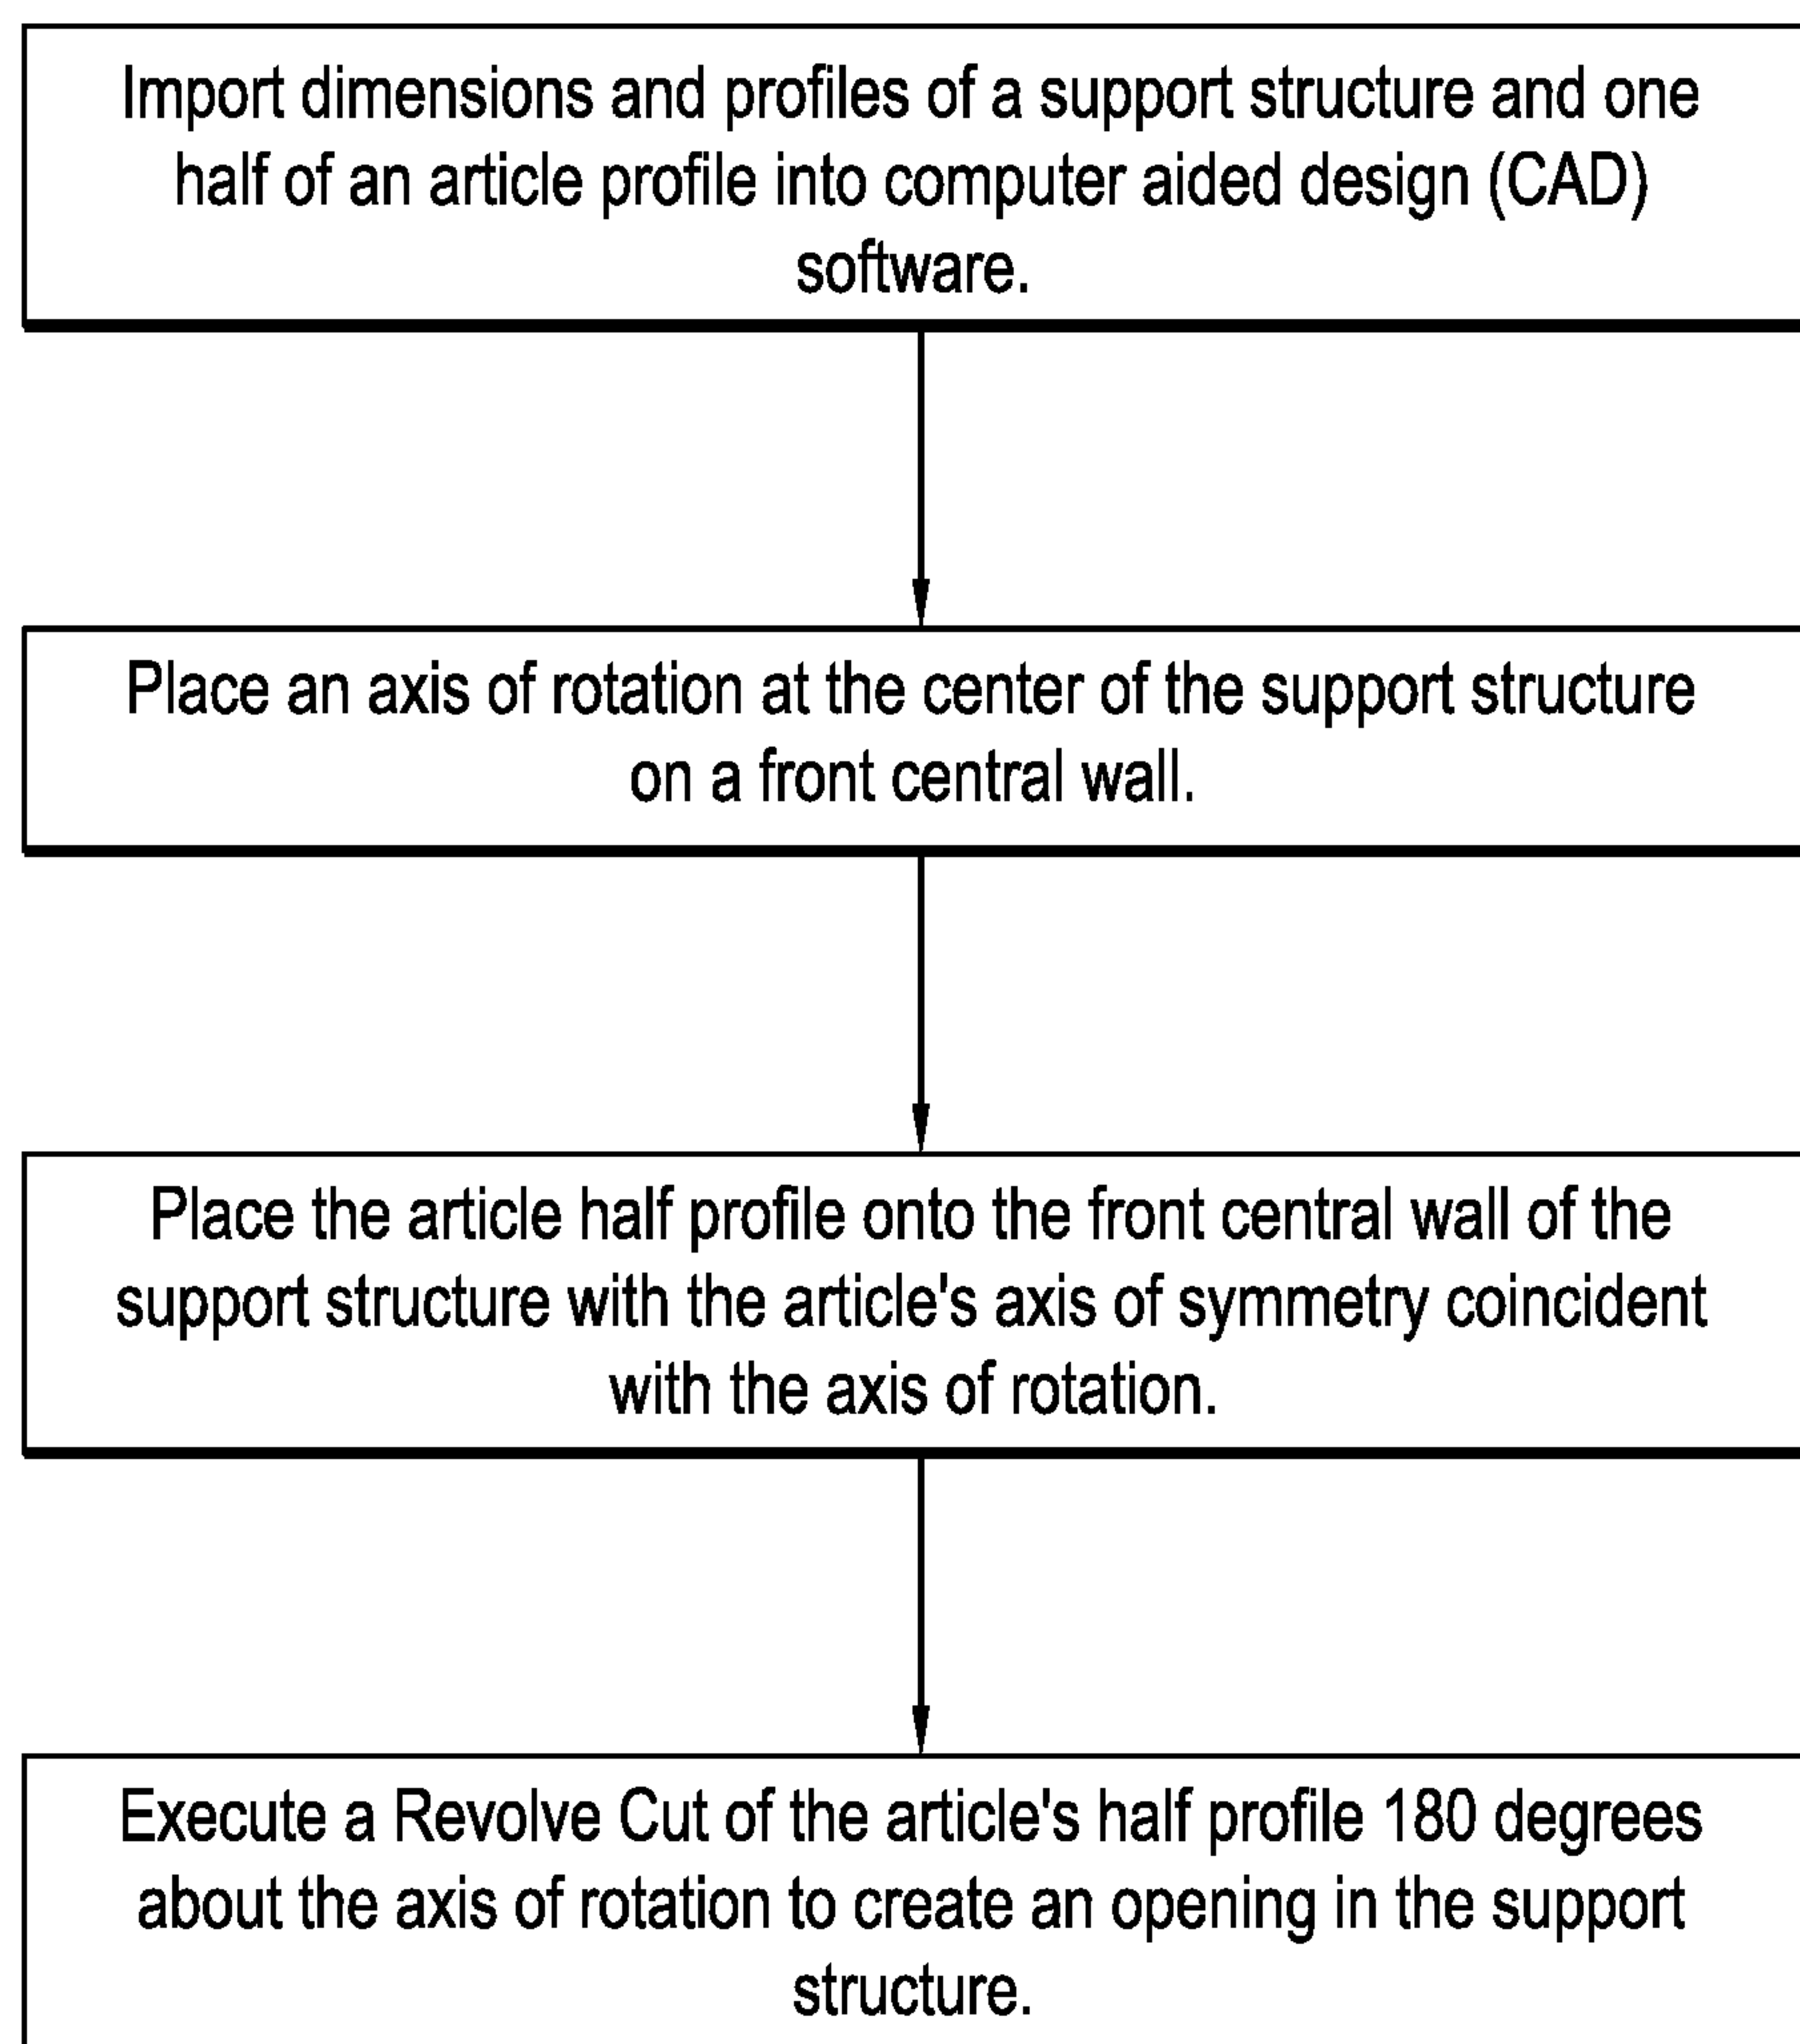 Import dimensions and profiles of a support structure and one
half of an article profile into computer aided design (CAD)
software.
Place an axis of rotation at the center of the support structure
on a front central wall.
Place the article half profile onto the front central wall of the
support structure with the article's axis of symmetry coincident
with the axis of rotation.
Execute a Revolve Cut of the article's half profile 180 degrees
about the axis of rotation to create an opening in the support
structure.